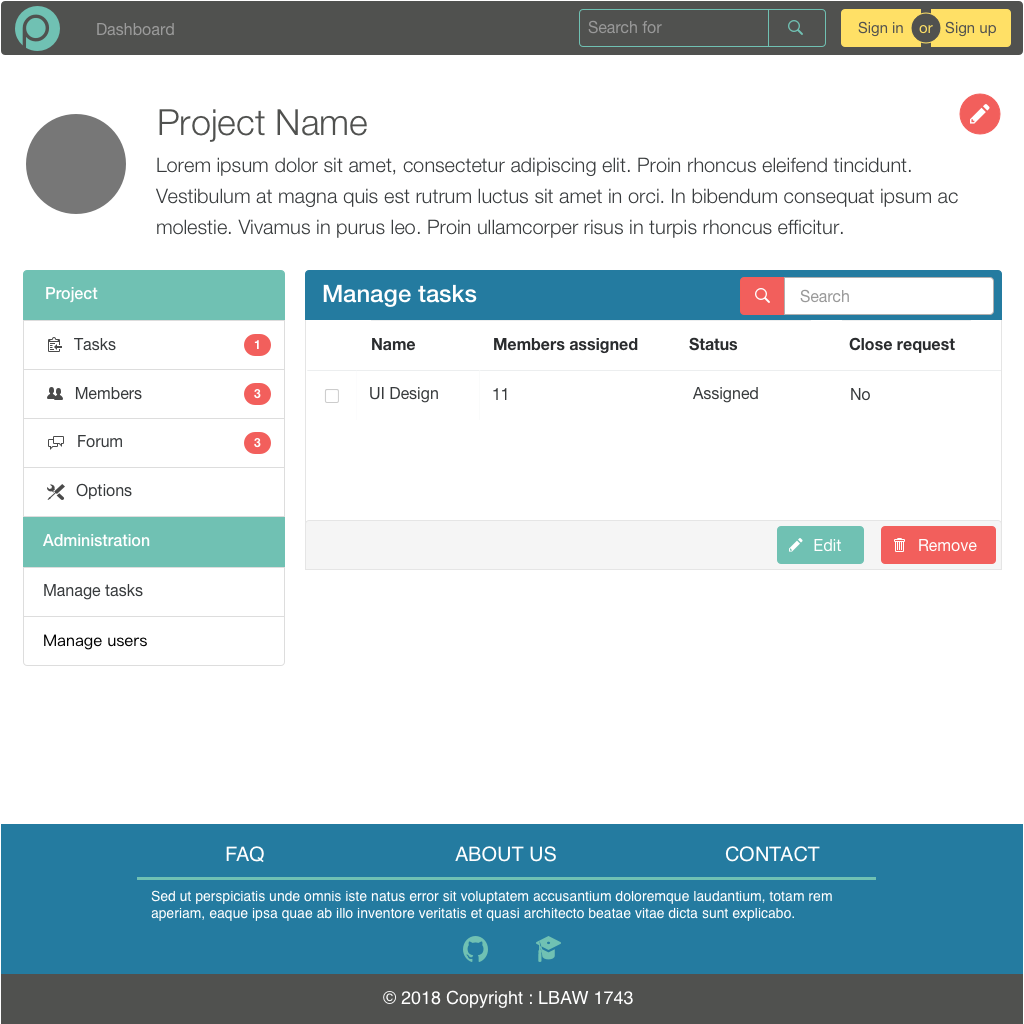 Dashboard
Search for
Sign in or Sign up
Project Name
Lorem ipsum dolor sit amet, consectetur adipiscing elit. Proin rhoncus eleifend tincidunt.
Vestibulum at magna quis est rutrum luctus sit amet in orci. In bibendum consequat ipsum ac
molestie. Vivamus in purus leo. Proin ullamcorper risus in turpis rhoncus efficitur.
Project
Tasks 1
Members 3
Forum 3
Options
Administration
Manage tasks
Manage users
Manage tasks
Search
Name Members assigned Status Close request
UI Design 11 Assigned No
Edit Remove
FAQ ABOUT US CONTACT
Sed ut perspiciatis unde omnis iste natus error sit voluptatem accusantium doloremque laudantium, totam rem
aperiam, eaque ipsa quae ab illo inventore veritatis et quasi architecto beatae vitae dicta sunt explicabo.
© 2018 Copyright : LBAW 1743